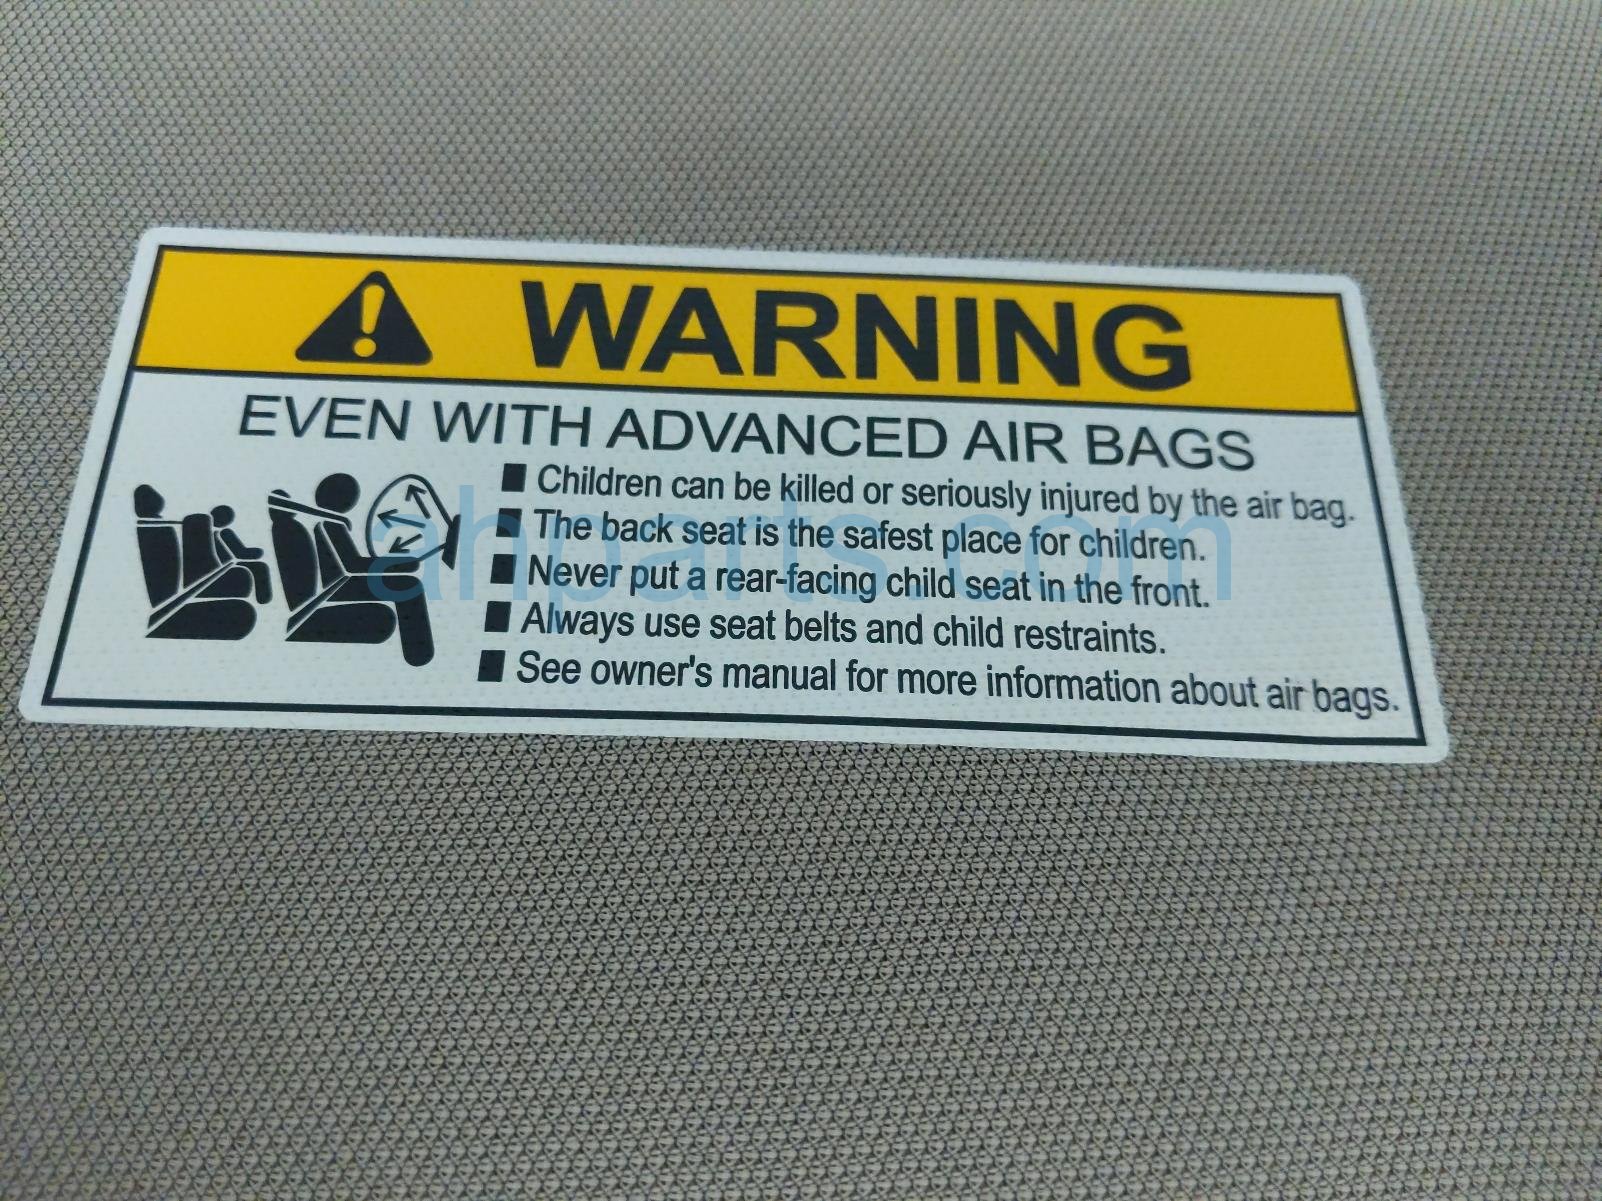 WARNING
EVEN WITH ADVANCED AIR BAGS
■ Children can be killed or seriously injured by the air bag.
■ The back seat is the safest place for children.
■ Never put a rear-facing child seat in the front.
■ Always use seat belts and child restraints.
■ See owner's manual for more information about air bags.
ahparts.com